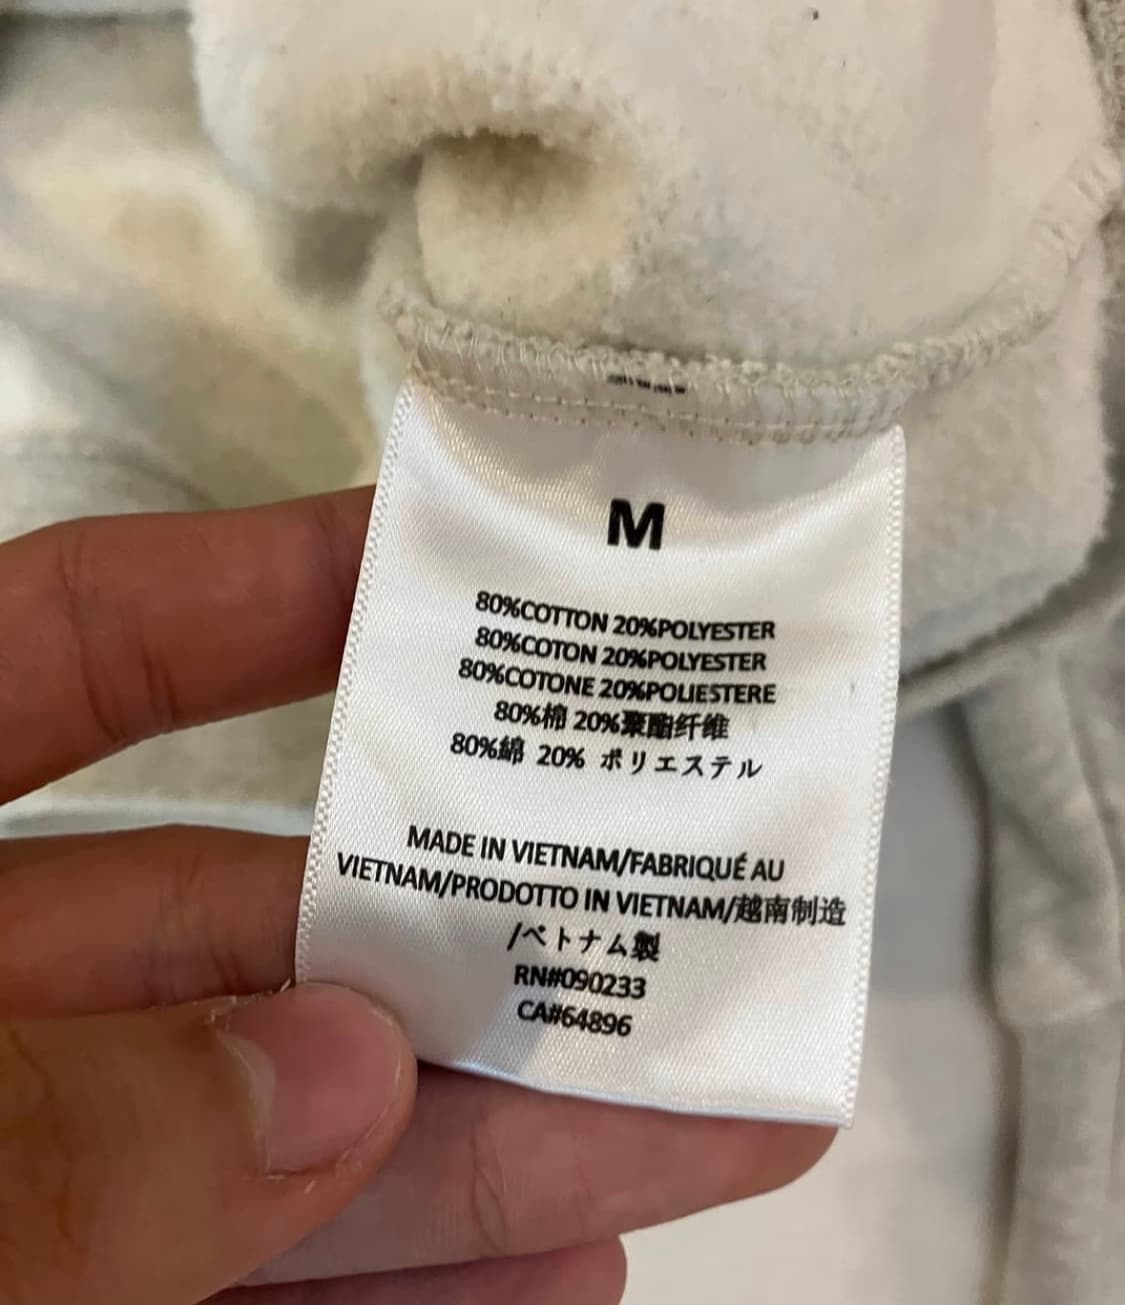 M
80%COTTON 20%POLYESTER
80%COTON 20%POLYESTER
80%COTONE 20%POLIESTERE
80%棉 20%聚酯纤维
80%綿 20% ポリエステル
MADE IN VIETNAM/FABRIQUÉ AU
VIETNAM/PRODOTTO IN VIETNAM/越南制造
/ベトナム製
RN#090233
CA#64896